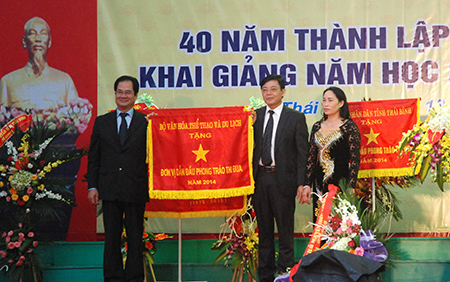 40 NĂM THÀNH LẬP
KHAI GIẢNG NĂM HỌC
Thái
BỘ VĂN HÓA THỂ THAO VÀ DU LỊCH
TẶNG
ĐƠN VỊ DẪN ĐẦU PHONG TRÀO THI ĐUA
NĂM 2014
NHÂN DÂN TỈNH THÁI BÌNH
TẶNG
ĐẦU PHONG TRÀO
NĂM 2014